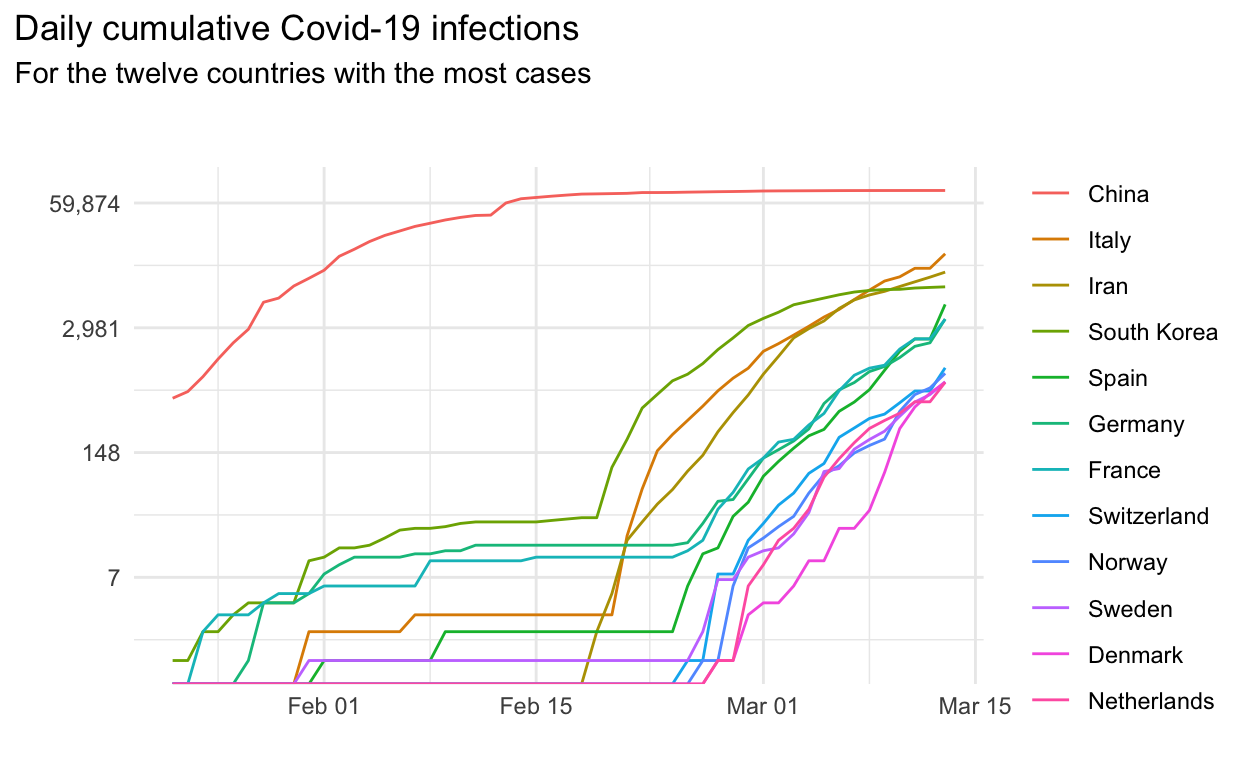 Daily cumulative Covid-19 infections
For the twelve countries with the most cases
59,874
2,981
148
7
Feb 01
Feb 15
Mar 01
Mar 15
China
Italy
Iran
South Korea
Spain
Germany
France
Switzerland
Norway
Sweden
Denmark
Netherlands